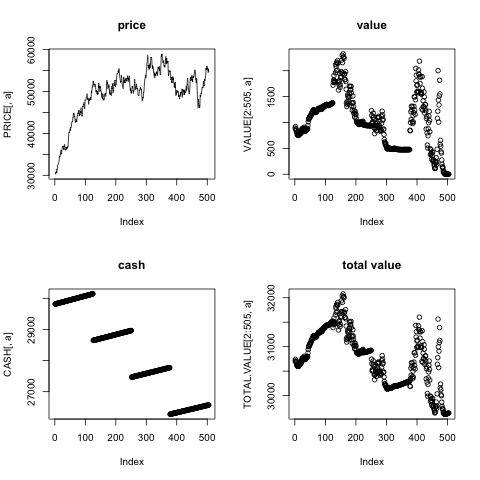 price
PRICE[, a]
30000 40000 50000 60000
0 100 200 300 400 500
Index
value
VALUE[2:505, a]
0 500 1500
0 100 200 300 400 500
Index
cash
CASH[, a]
27000 29000
0 100 200 300 400 500
Index
total value
TOTAL.VALUE[2:505, a]
30000 31000 32000
0 100 200 300 400 500
Index